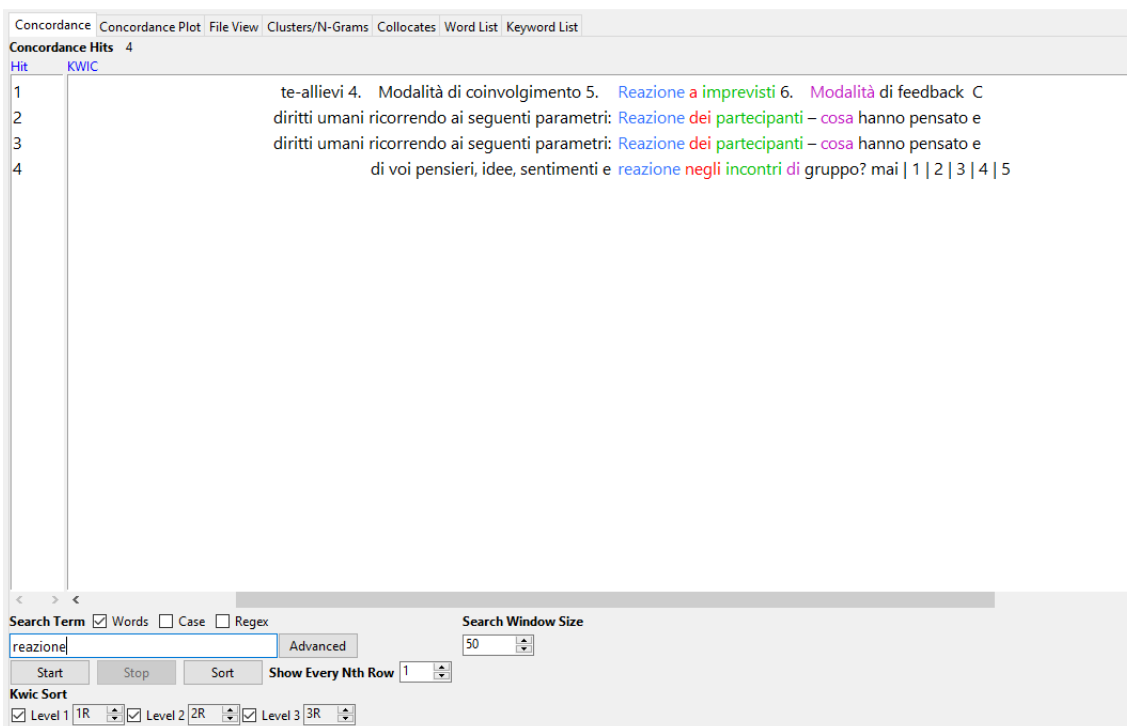 Concordance Concordance Plot File View Clusters/N-Grams Collocates Word List Keyword List
Concordance Hits 4
Hit KWIC
1 te-allievi 4. Modalità di coinvolgimento 5. Reazione a imprevisti 6. Modalità di feedback C
2 diritti umani ricorrendo ai seguenti parametri: Reazione dei partecipanti – cosa hanno pensato e
3 diritti umani ricorrendo ai seguenti parametri: Reazione dei partecipanti – cosa hanno pensato e
4 di voi pensieri, idee, sentimenti e reazione negli incontri di gruppo? mai | 1 | 2 | 3 | 4 | 5
Search Term Words Case Regex Search Window Size
reazione Advanced 50
Start Stop Sort Show Every Nth Row 1
Kwic Sort
Level 1 1R Level 2 2R Level 3 3R